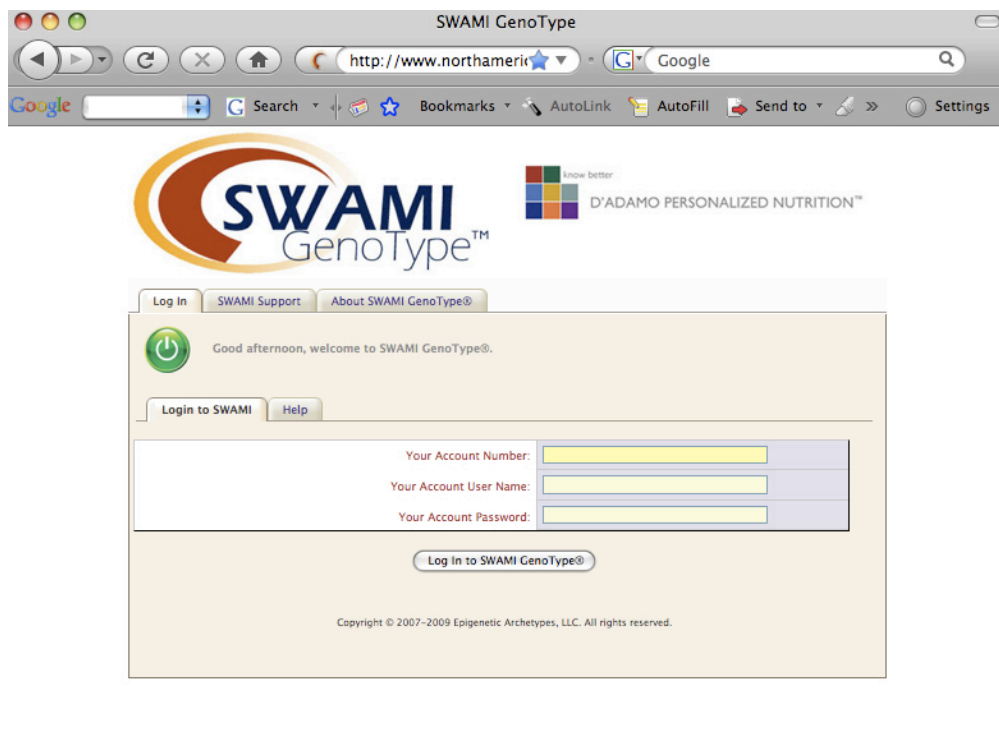 SWAMI GenoType
http://www.northameric
G Google
Google
G Search
Bookmarks
AutoLink
AutoFill
Send to
»
Settings
SWAMI
GenoType™
know better
D'ADAMO PERSONALIZED NUTRITION™
Log In
SWAMI Support
About SWAMI GenoType®
Good afternoon, welcome to SWAMI GenoType®.
Login to SWAMI
Help
Your Account Number:
Your Account User Name:
Your Account Password:
Log In to SWAMI GenoType®
Copyright © 2007-2009 Epigenetic Archetypes, LLC. All rights reserved.